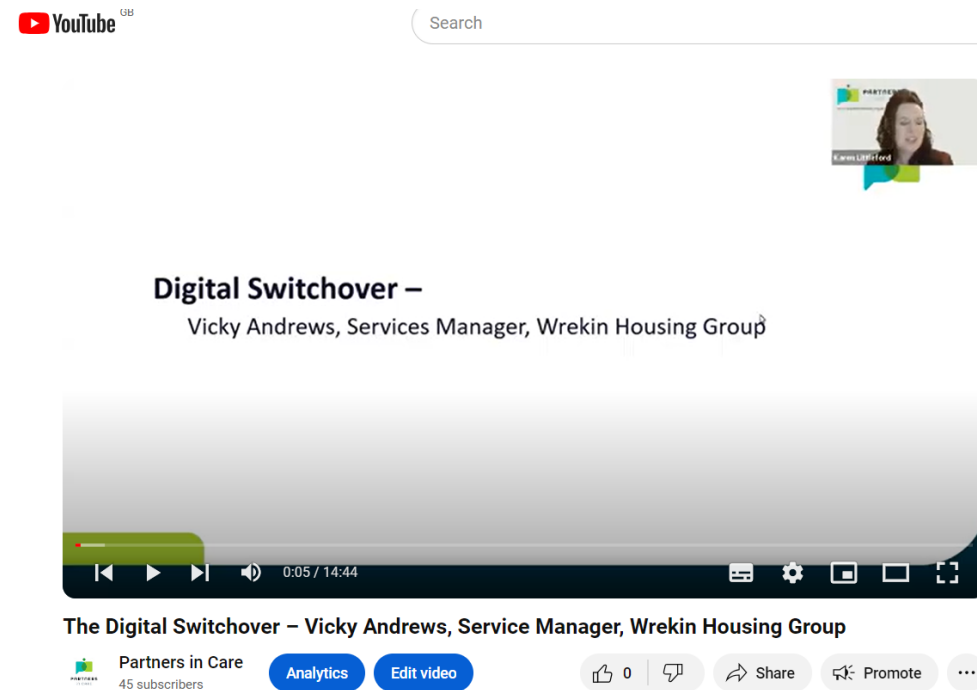 YouTube GB
Search
PARTNERS
Karen Littleford
Digital Switchover –
Vicky Andrews, Services Manager, Wrekin Housing Group
0:05 / 14:44
The Digital Switchover – Vicky Andrews, Service Manager, Wrekin Housing Group
PARTNERS
Partners in Care
45 subscribers
Analytics
Edit video
0
Share
Promote